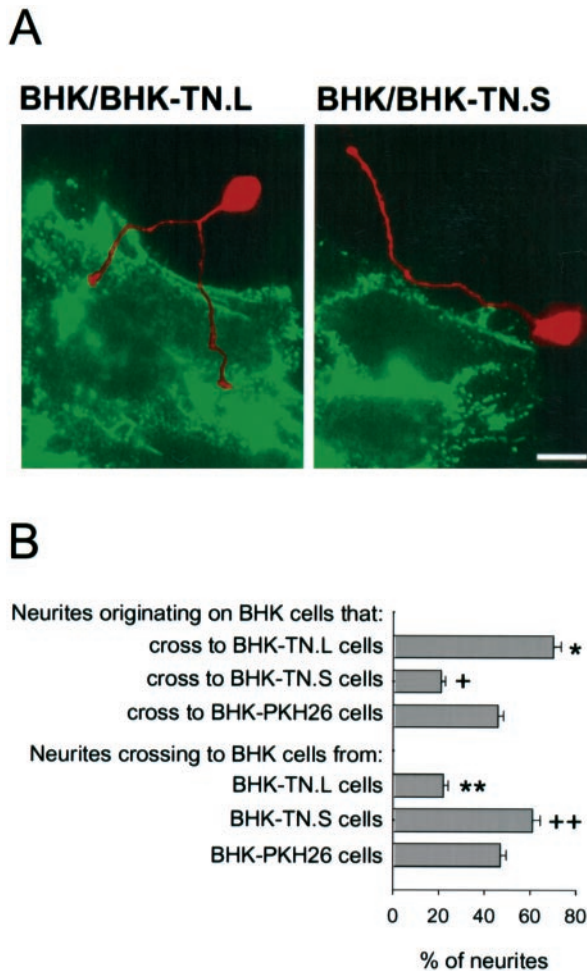 A
BHK/BHK-TN.L BHK/BHK-TN.S
B
Neurites originating on BHK cells that:
cross to BHK-TN.L cells *
cross to BHK-TN.S cells +
cross to BHK-PKH26 cells
Neurites crossing to BHK cells from:
BHK-TN.L cells **
BHK-TN.S cells ++
BHK-PKH26 cells
0 20 40 60 80
% of neurites